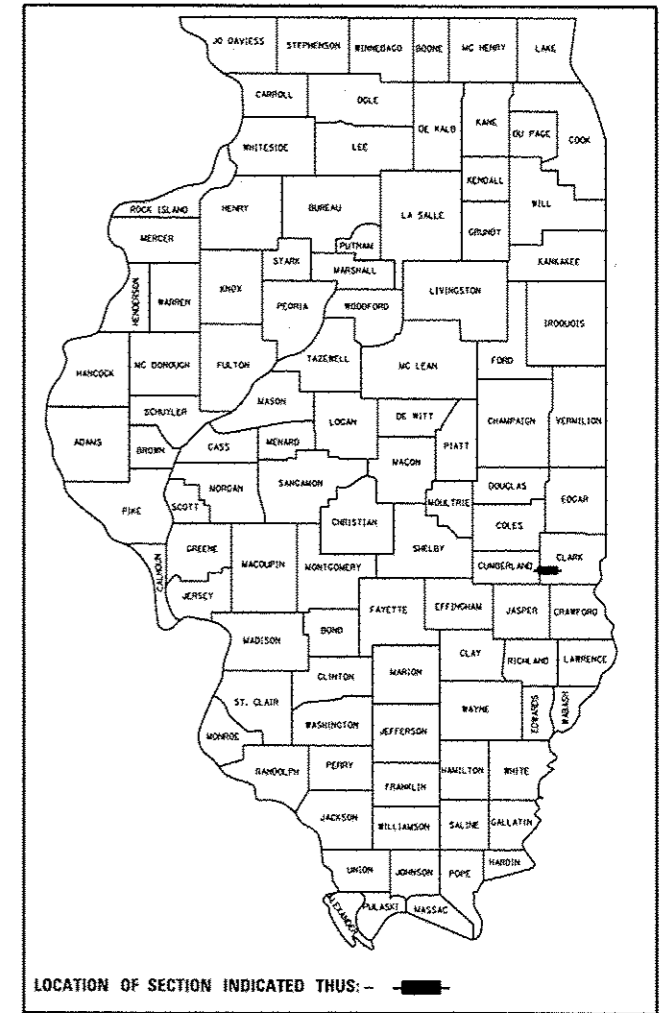 JO DAVIESS STEPHENSON WINNEBAGO BOONE MC HENRY LAKE
CARROLL OGLE DE KALB KANE DU PAGE COOK
WHITESIDE LEE
KENDALL WILL
ROCK ISLAND HENRY BUREAU LA SALLE GRUNDY
MERCER PUTNAM KANKAKEE
STARK MARSHALL
HENDERSON WARREN KNOX PEORIA WOODFORD LIVINGSTON IROQUOIS
HANCOCK MC DONOUGH FULTON TAZEWELL MC LEAN FORD
MASON
SCHUYLER LOGAN DE WITT CHAMPAIGN VERMILION
ADAMS BROWN CASS MENARD PIATT
MACON
PIKE SCOTT MORGAN SANGAMON MOULTRIE DOUGLAS EDGAR
CHRISTIAN COLES
CALHOUN GREENE MACOUPIN MONTGOMERY SHELBY CUMBERLAND CLARK
JERSEY
FAYETTE EFFINGHAM JASPER CRAWFORD
MADISON BOND
CLAY RICHLAND LAWRENCE
CLINTON MARION
ST. CLAIR WAYNE EDWARDS WABASH
MONROE WASHINGTON JEFFERSON
RANDOLPH PERRY HAMILTON WHITE
FRANKLIN
JACKSON WILLIAMSON SALINE GALLATIN
UNION JOHNSON POPE HARDIN
ALEXANDER PULASKI MASSAC
LOCATION OF SECTION INDICATED THUS: -